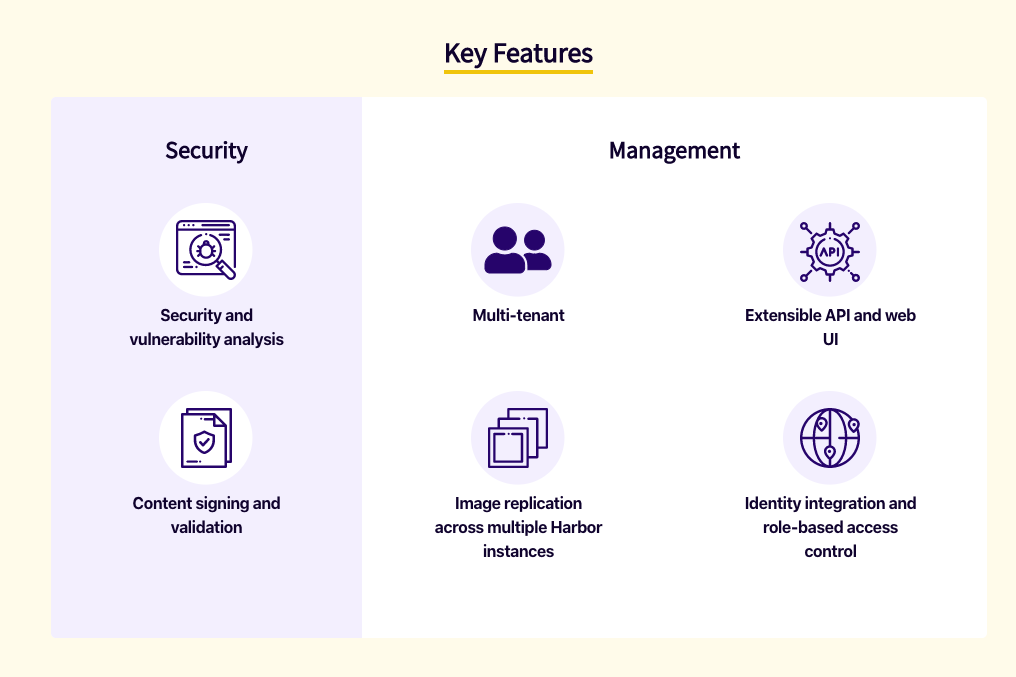 Key Features
Security
Management
Security and
vulnerability analysis
Multi-tenant
API
Extensible API and web
UI
Content signing and
validation
Image replication
across multiple Harbor
instances
Identity integration and
role-based access
control